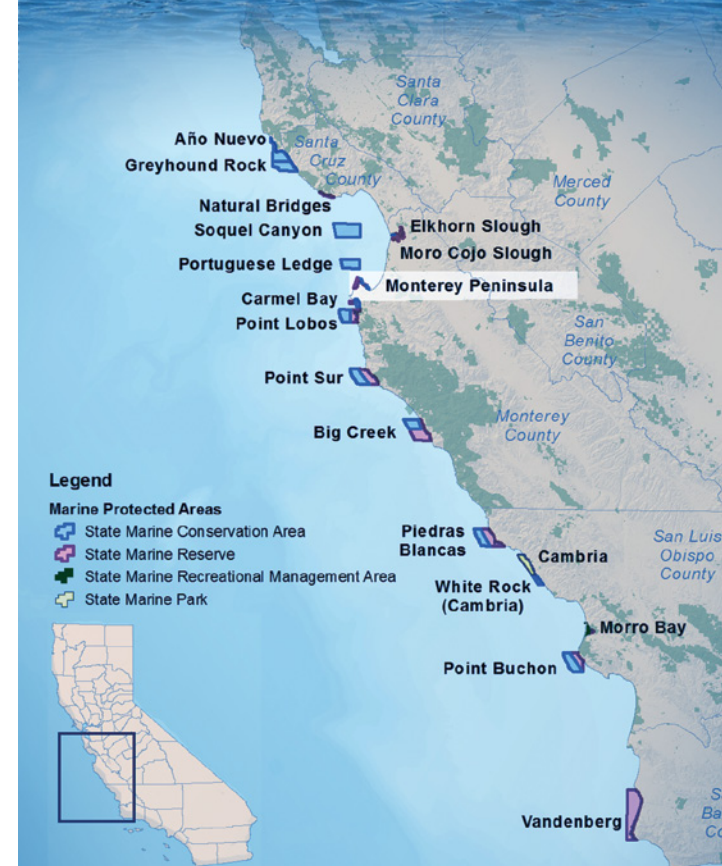 Santa
Clara
County
Año Nuevo
Santa
Cruz
County
Greyhound Rock
Merced
County
Natural Bridges
Soquel Canyon
Elkhorn Slough
Moro Cojo Slough
Portuguese Ledge
Monterey Peninsula
Carmel Bay
Point Lobos
San
Benito
County
Point Sur
Monterey
County
Big Creek
Legend
Marine Protected Areas
State Marine Conservation Area
State Marine Reserve
State Marine Recreational Management Area
State Marine Park
Piedras
Blancas
San Luis
Obispo
County
Cambria
White Rock
(Cambria)
Morro Bay
Point Buchon
Vandenberg